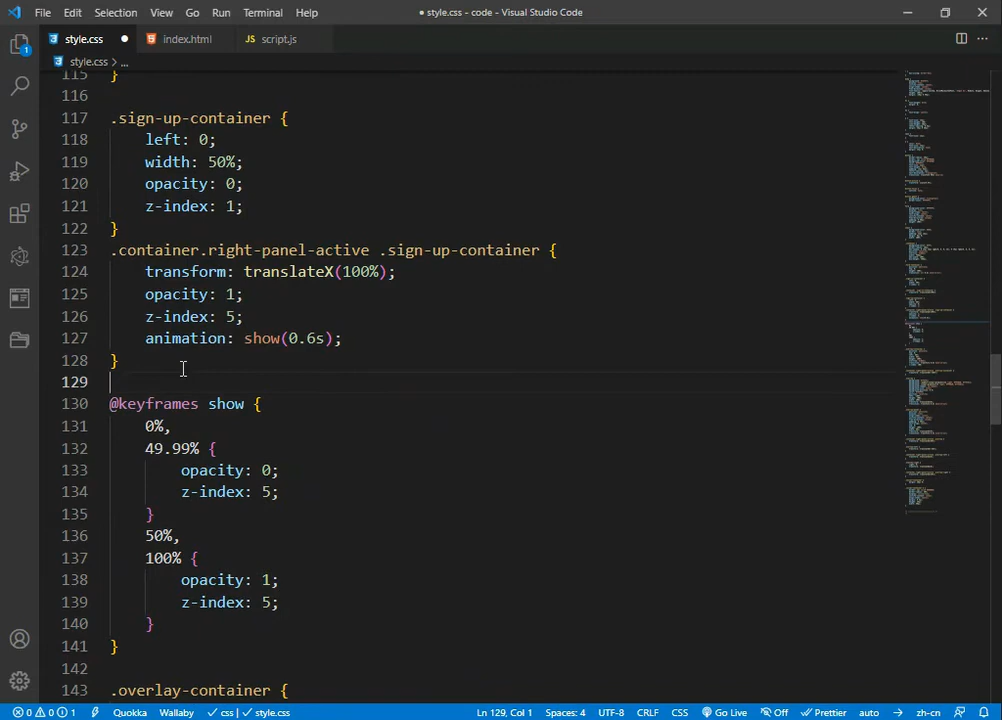 File Edit Selection View Go Run Terminal Help ● style.css - code - Visual Studio Code
style.css ● index.html JS script.js
style.css > ...
115 }
116
117 .sign-up-container {
118 left: 0;
119 width: 50%;
120 opacity: 0;
121 z-index: 1;
122 }
123 .container.right-panel-active .sign-up-container {
124 transform: translateX(100%);
125 opacity: 1;
126 z-index: 5;
127 animation: show(0.6s);
128 }
129
130 @keyframes show {
131 0%,
132 49.99% {
133 opacity: 0;
134 z-index: 5;
135 }
136 50%,
137 100% {
138 opacity: 1;
139 z-index: 5;
140 }
141 }
142
143 .overlay-container {
1
0 0 1 Quokka Wallaby css | style.css Ln 129, Col 1 Spaces: 4 UTF-8 CRLF CSS Go Live Off Prettier auto zh-cn